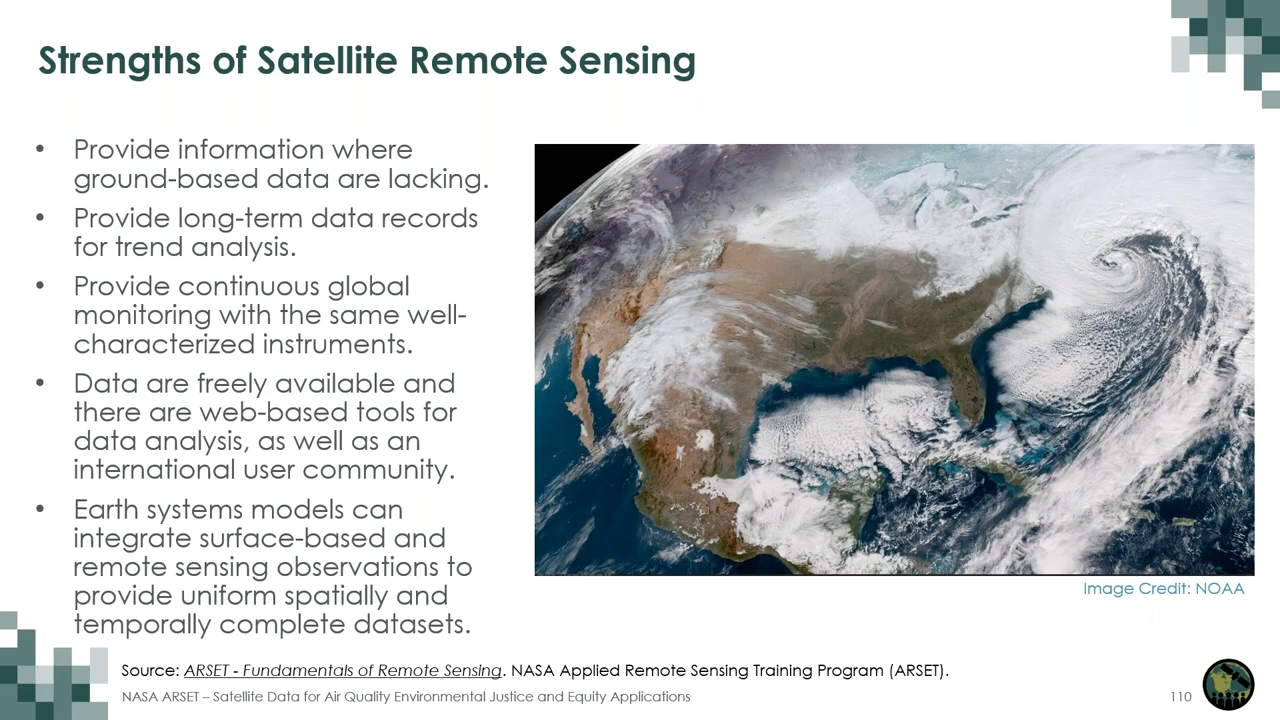 Strengths of Satellite Remote Sensing
• Provide information where
ground-based data are lacking.
• Provide long-term data records
for trend analysis.
• Provide continuous global
monitoring with the same well-
characterized instruments.
• Data are freely available and
there are web-based tools for
data analysis, as well as an
international user community.
• Earth systems models can
integrate surface-based and
remote sensing observations to
provide uniform spatially and
temporally complete datasets.
Image Credit: NOAA
Source: ARSET - Fundamentals of Remote Sensing. NASA Applied Remote Sensing Training Program (ARSET).
NASA ARSET – Satellite Data for Air Quality Environmental Justice and Equity Applications
110